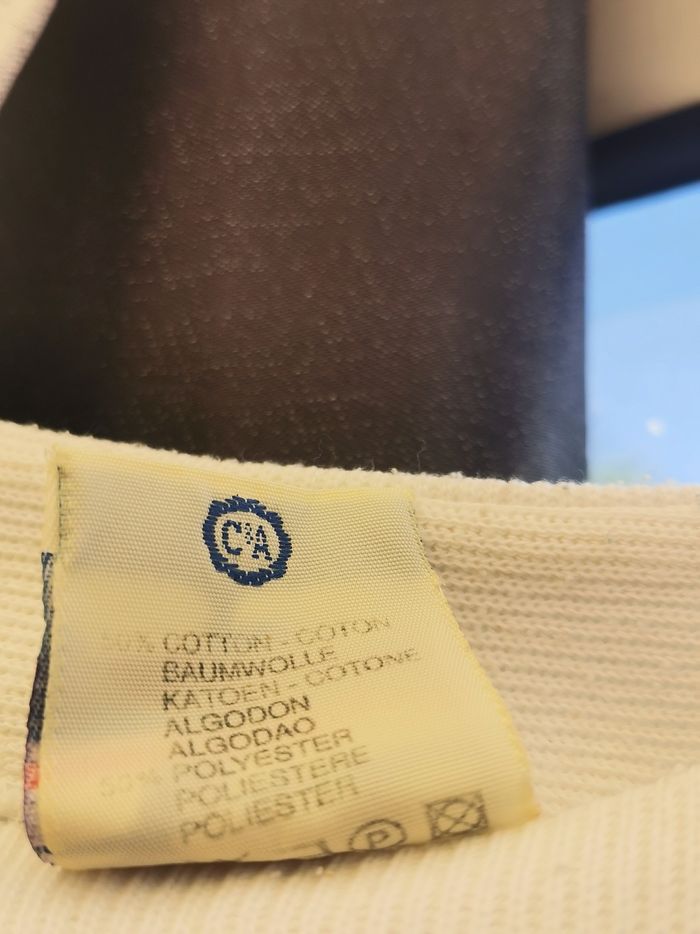 C&A
COTTON - COTON
BAUMWOLLE
KATOEN - COTONE
ALGODON
ALGODAO
POLYESTER
POLIESTERE
POLIESTER
P